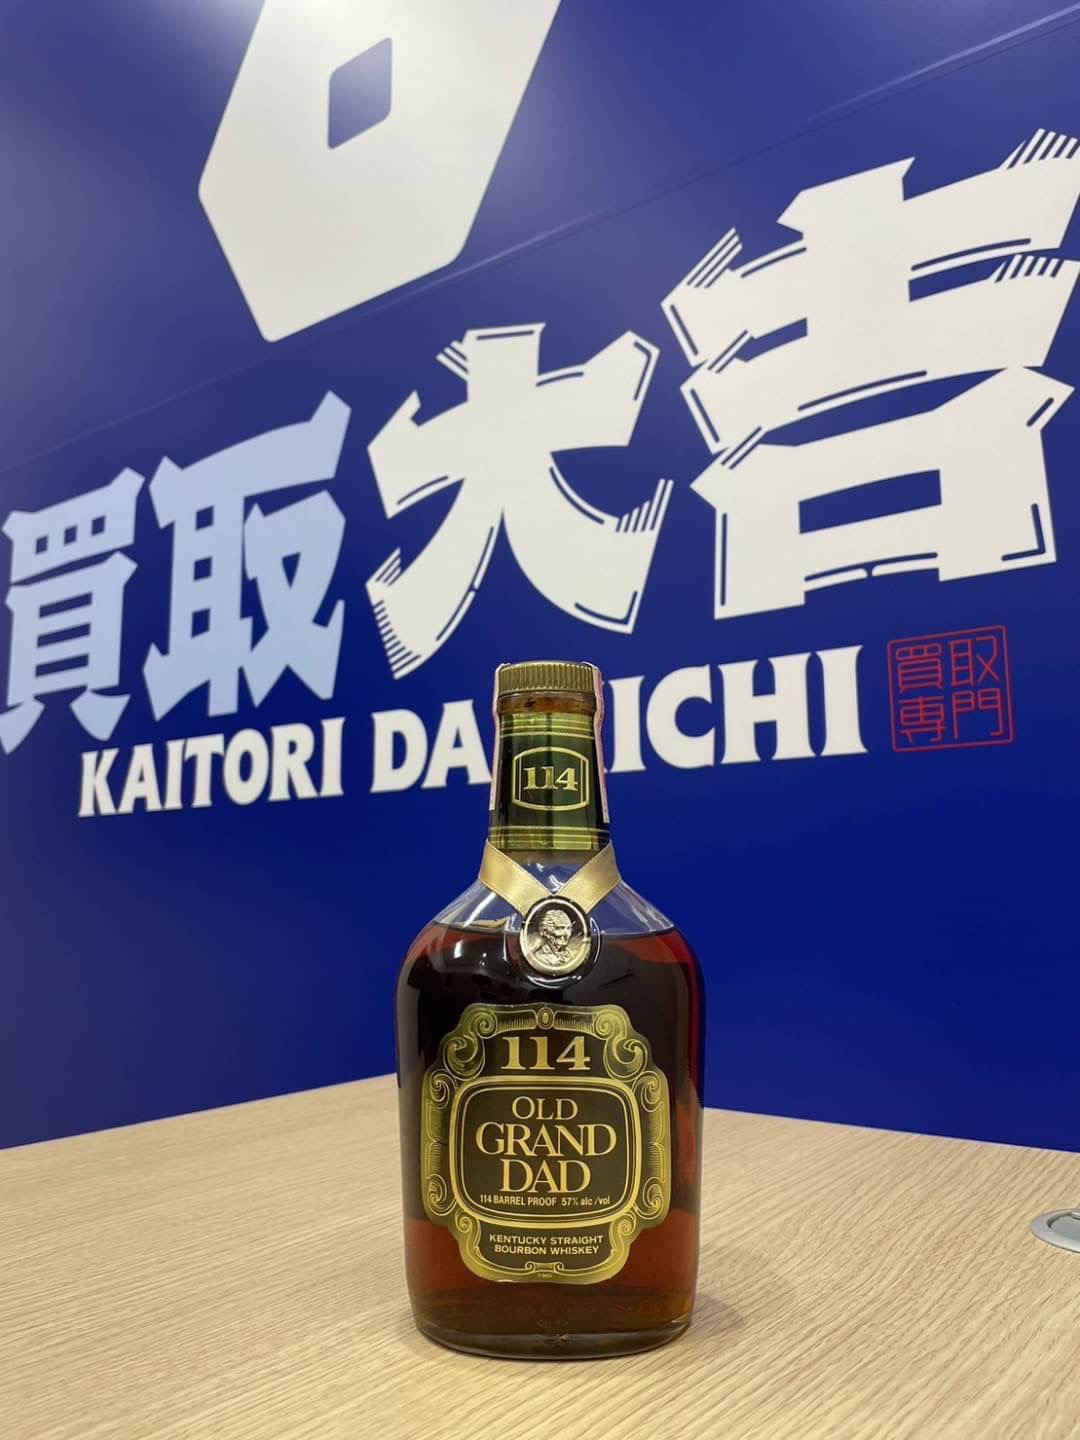 買取大吉
KAITORI DA ICHI
買取
専門
114
114
OLD
GRAND
DAD
114 BARREL PROOF 57% alc /vol
KENTUCKY STRAIGHT
BOURBON WHISKEY